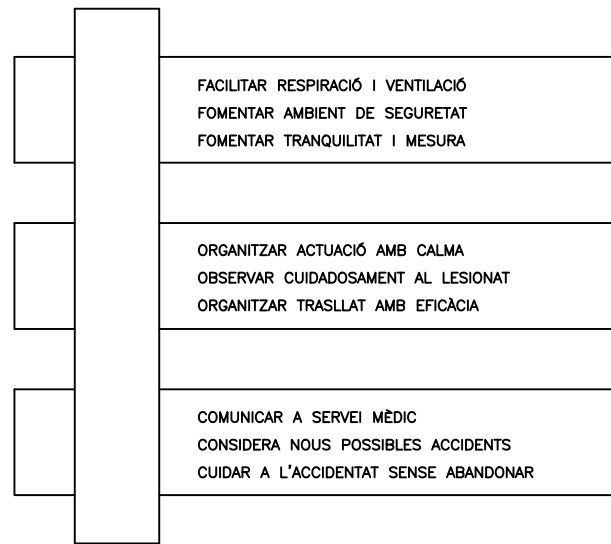 FACILITAR RESPIRACIÓ I VENTILACIÓ
FOMENTAR AMBIENT DE SEGURETAT
FOMENTAR TRANQUILITAT I MESURA
ORGANITZAR ACTUACIÓ AMB CALMA
OBSERVAR CUIDADOSAMENT AL LESIONAT
ORGANITZAR TRASLLAT AMB EFICÀCIA
COMUNICAR A SERVEI MÈDIC
CONSIDERA NOUS POSSIBLES ACCIDENTS
CUIDAR A L'ACCIDENTAT SENSE ABANDONAR